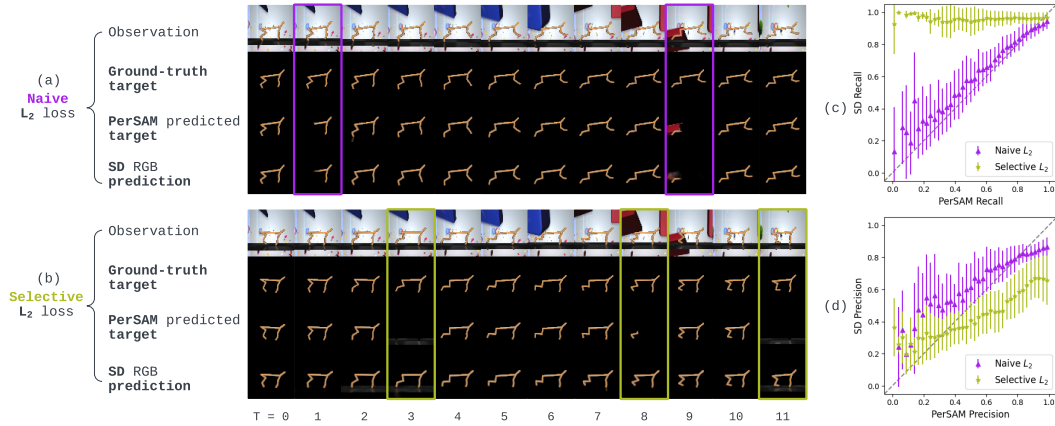 (a)
Naive
L2 loss
Observation
Ground-truth
target
PerSAM predicted
target
SD RGB
prediction
(b)
Selective
L2 loss
Observation
Ground-truth
target
PerSAM predicted
target
SD RGB
prediction
T = 0 1 2 3 4 5 6 7 8 9 10 11
(c)
SD Recall
1.0
0.8
0.6
0.4
0.2
0.0
Naive L2
Selective L2
0.0 0.2 0.4 0.6 0.8 1.0
PerSAM Recall
(d)
SD Precision
1.0
0.8
0.6
0.4
0.2
0.0
Naive L2
Selective L2
0.0 0.2 0.4 0.6 0.8 1.0
PerSAM Precision